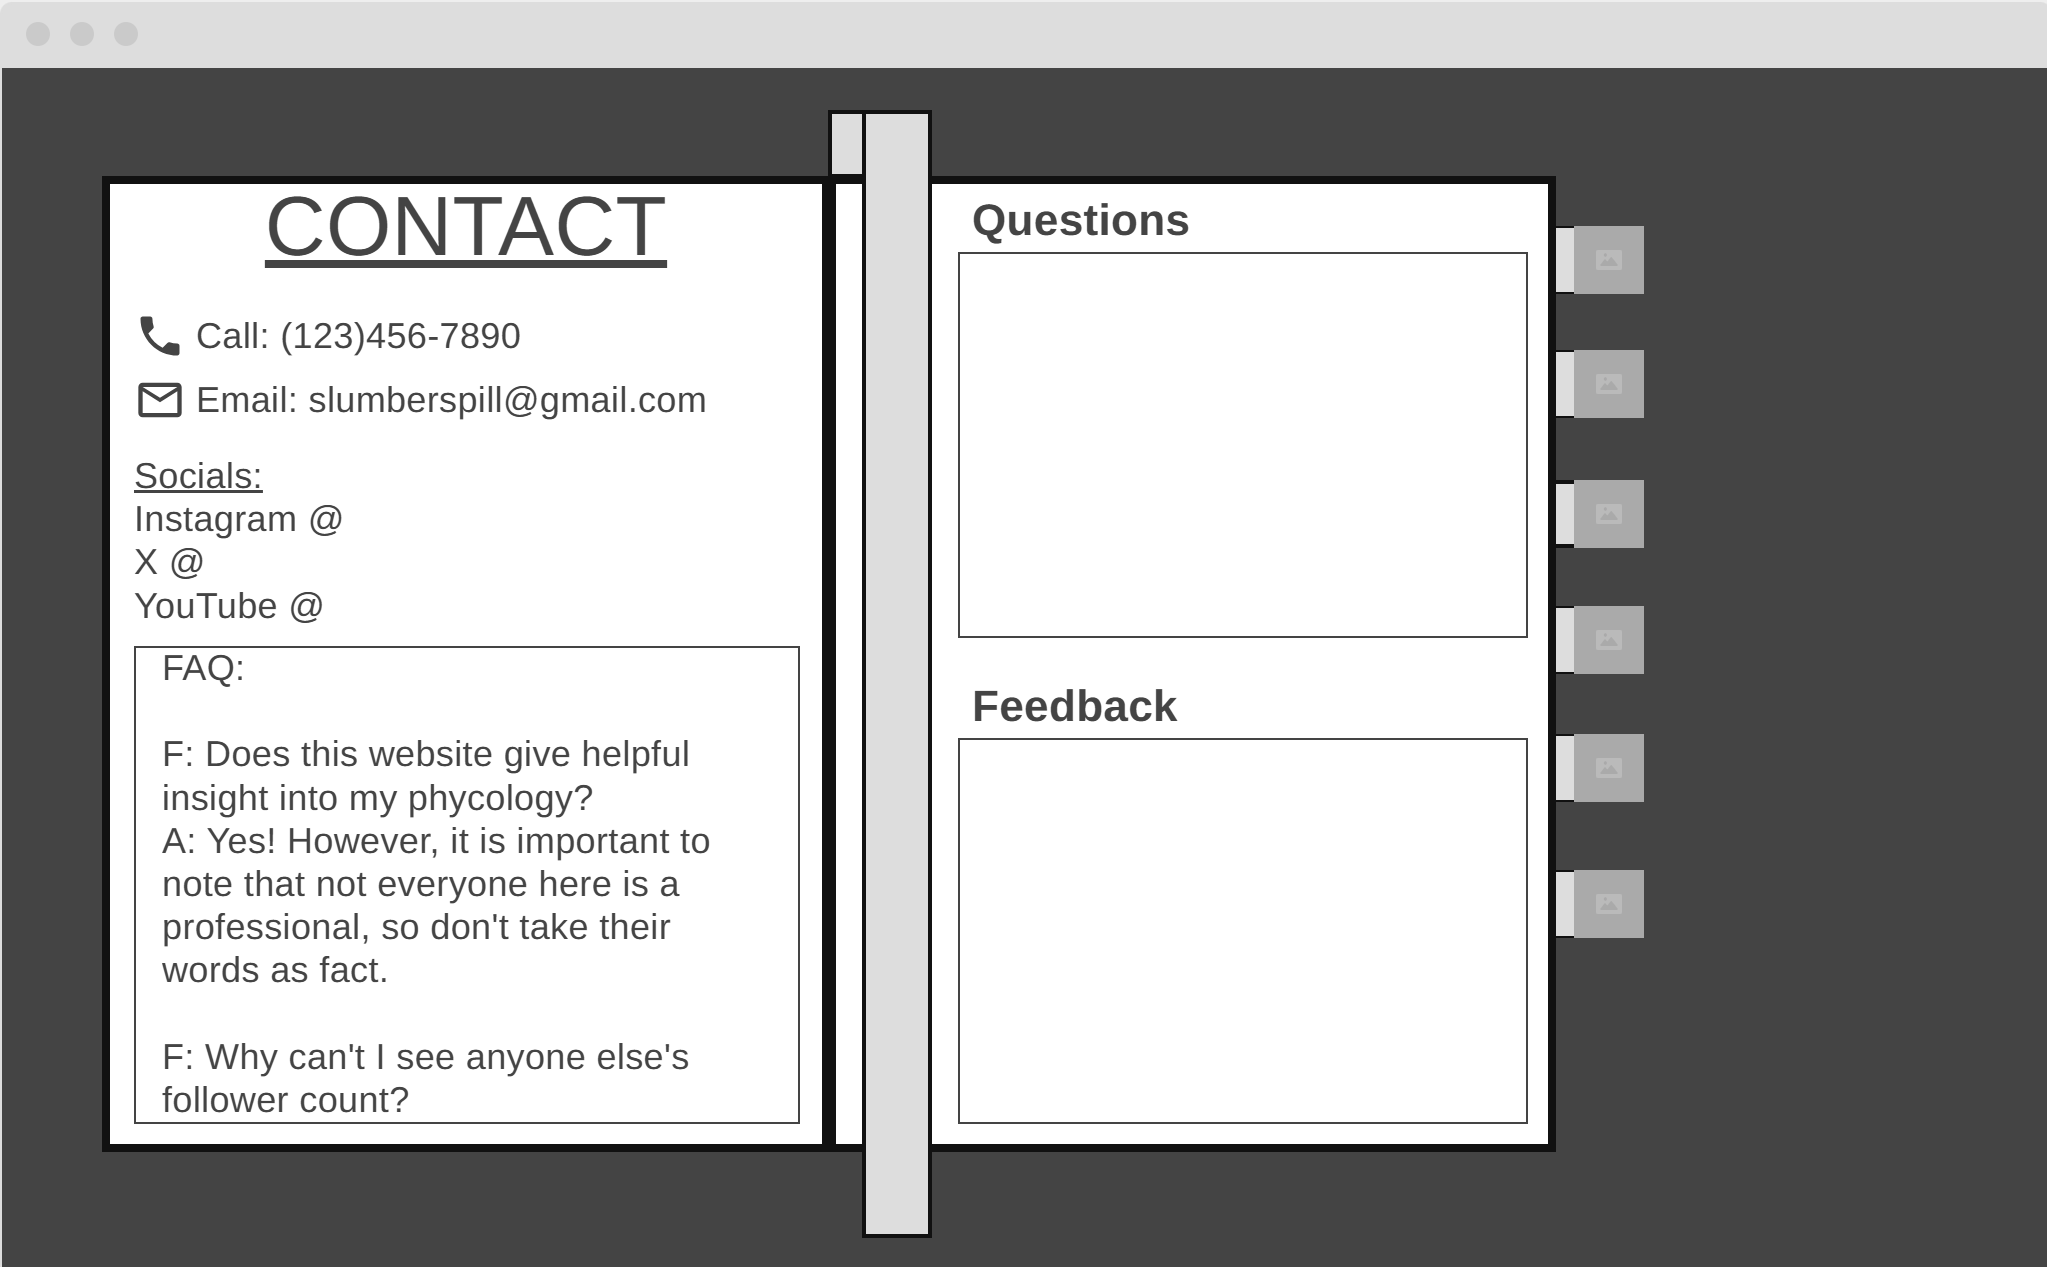 CONTACT
Call: (123)456-7890
Email: slumberspill@gmail.com
Socials:
Instagram @
X @
YouTube @
FAQ:
F: Does this website give helpful
insight into my phycology?
A: Yes! However, it is important to
note that not everyone here is a
professional, so don't take their
words as fact.
F: Why can't I see anyone else's
follower count?
Questions
Feedback